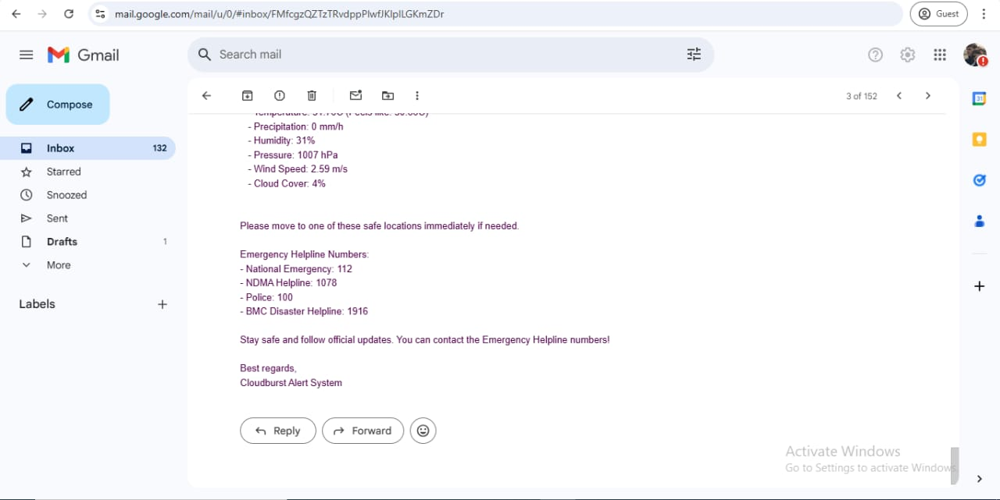 mail.google.com/mail/u/0/#inbox/FMfcgzQZTzTRvdppPlwfJKlplLGKmZDr
Guest
Gmail
Search mail
Compose
3 of 152
Inbox 132
Starred
Snoozed
Sent
Drafts 1
More
Labels
- Precipitation: 0 mm/h
- Humidity: 31%
- Pressure: 1007 hPa
- Wind Speed: 2.59 m/s
- Cloud Cover: 4%
Please move to one of these safe locations immediately if needed.
Emergency Helpline Numbers:
- National Emergency: 112
- NDMA Helpline: 1078
- Police: 100
- BMC Disaster Helpline: 1916
Stay safe and follow official updates. You can contact the Emergency Helpline numbers!
Best regards,
Cloudburst Alert System
Reply
Forward
Activate Windows
Go to Settings to activate Windows.